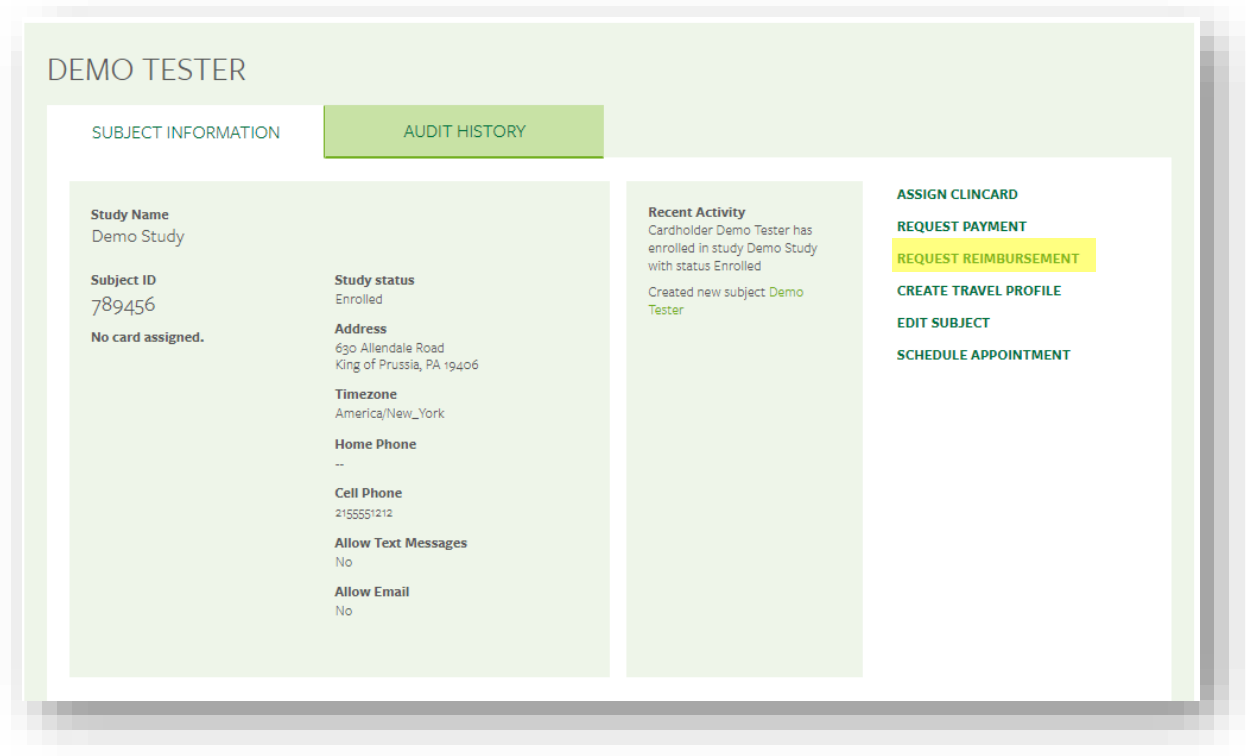 DEMO TESTER
SUBJECT INFORMATION
AUDIT HISTORY
Study Name
Demo Study
Subject ID
789456
No card assigned.
Study status
Enrolled
Address
630 Allendale Road
King of Prussia, PA 19406
Timezone
America/New_York
Home Phone
--
Cell Phone
2155551212
Allow Text Messages
No
Allow Email
No
Recent Activity
Cardholder Demo Tester has
enrolled in study Demo Study
with status Enrolled
Created new subject Demo
Tester
ASSIGN CLINCARD
REQUEST PAYMENT
REQUEST REIMBURSEMENT
CREATE TRAVEL PROFILE
EDIT SUBJECT
SCHEDULE APPOINTMENT